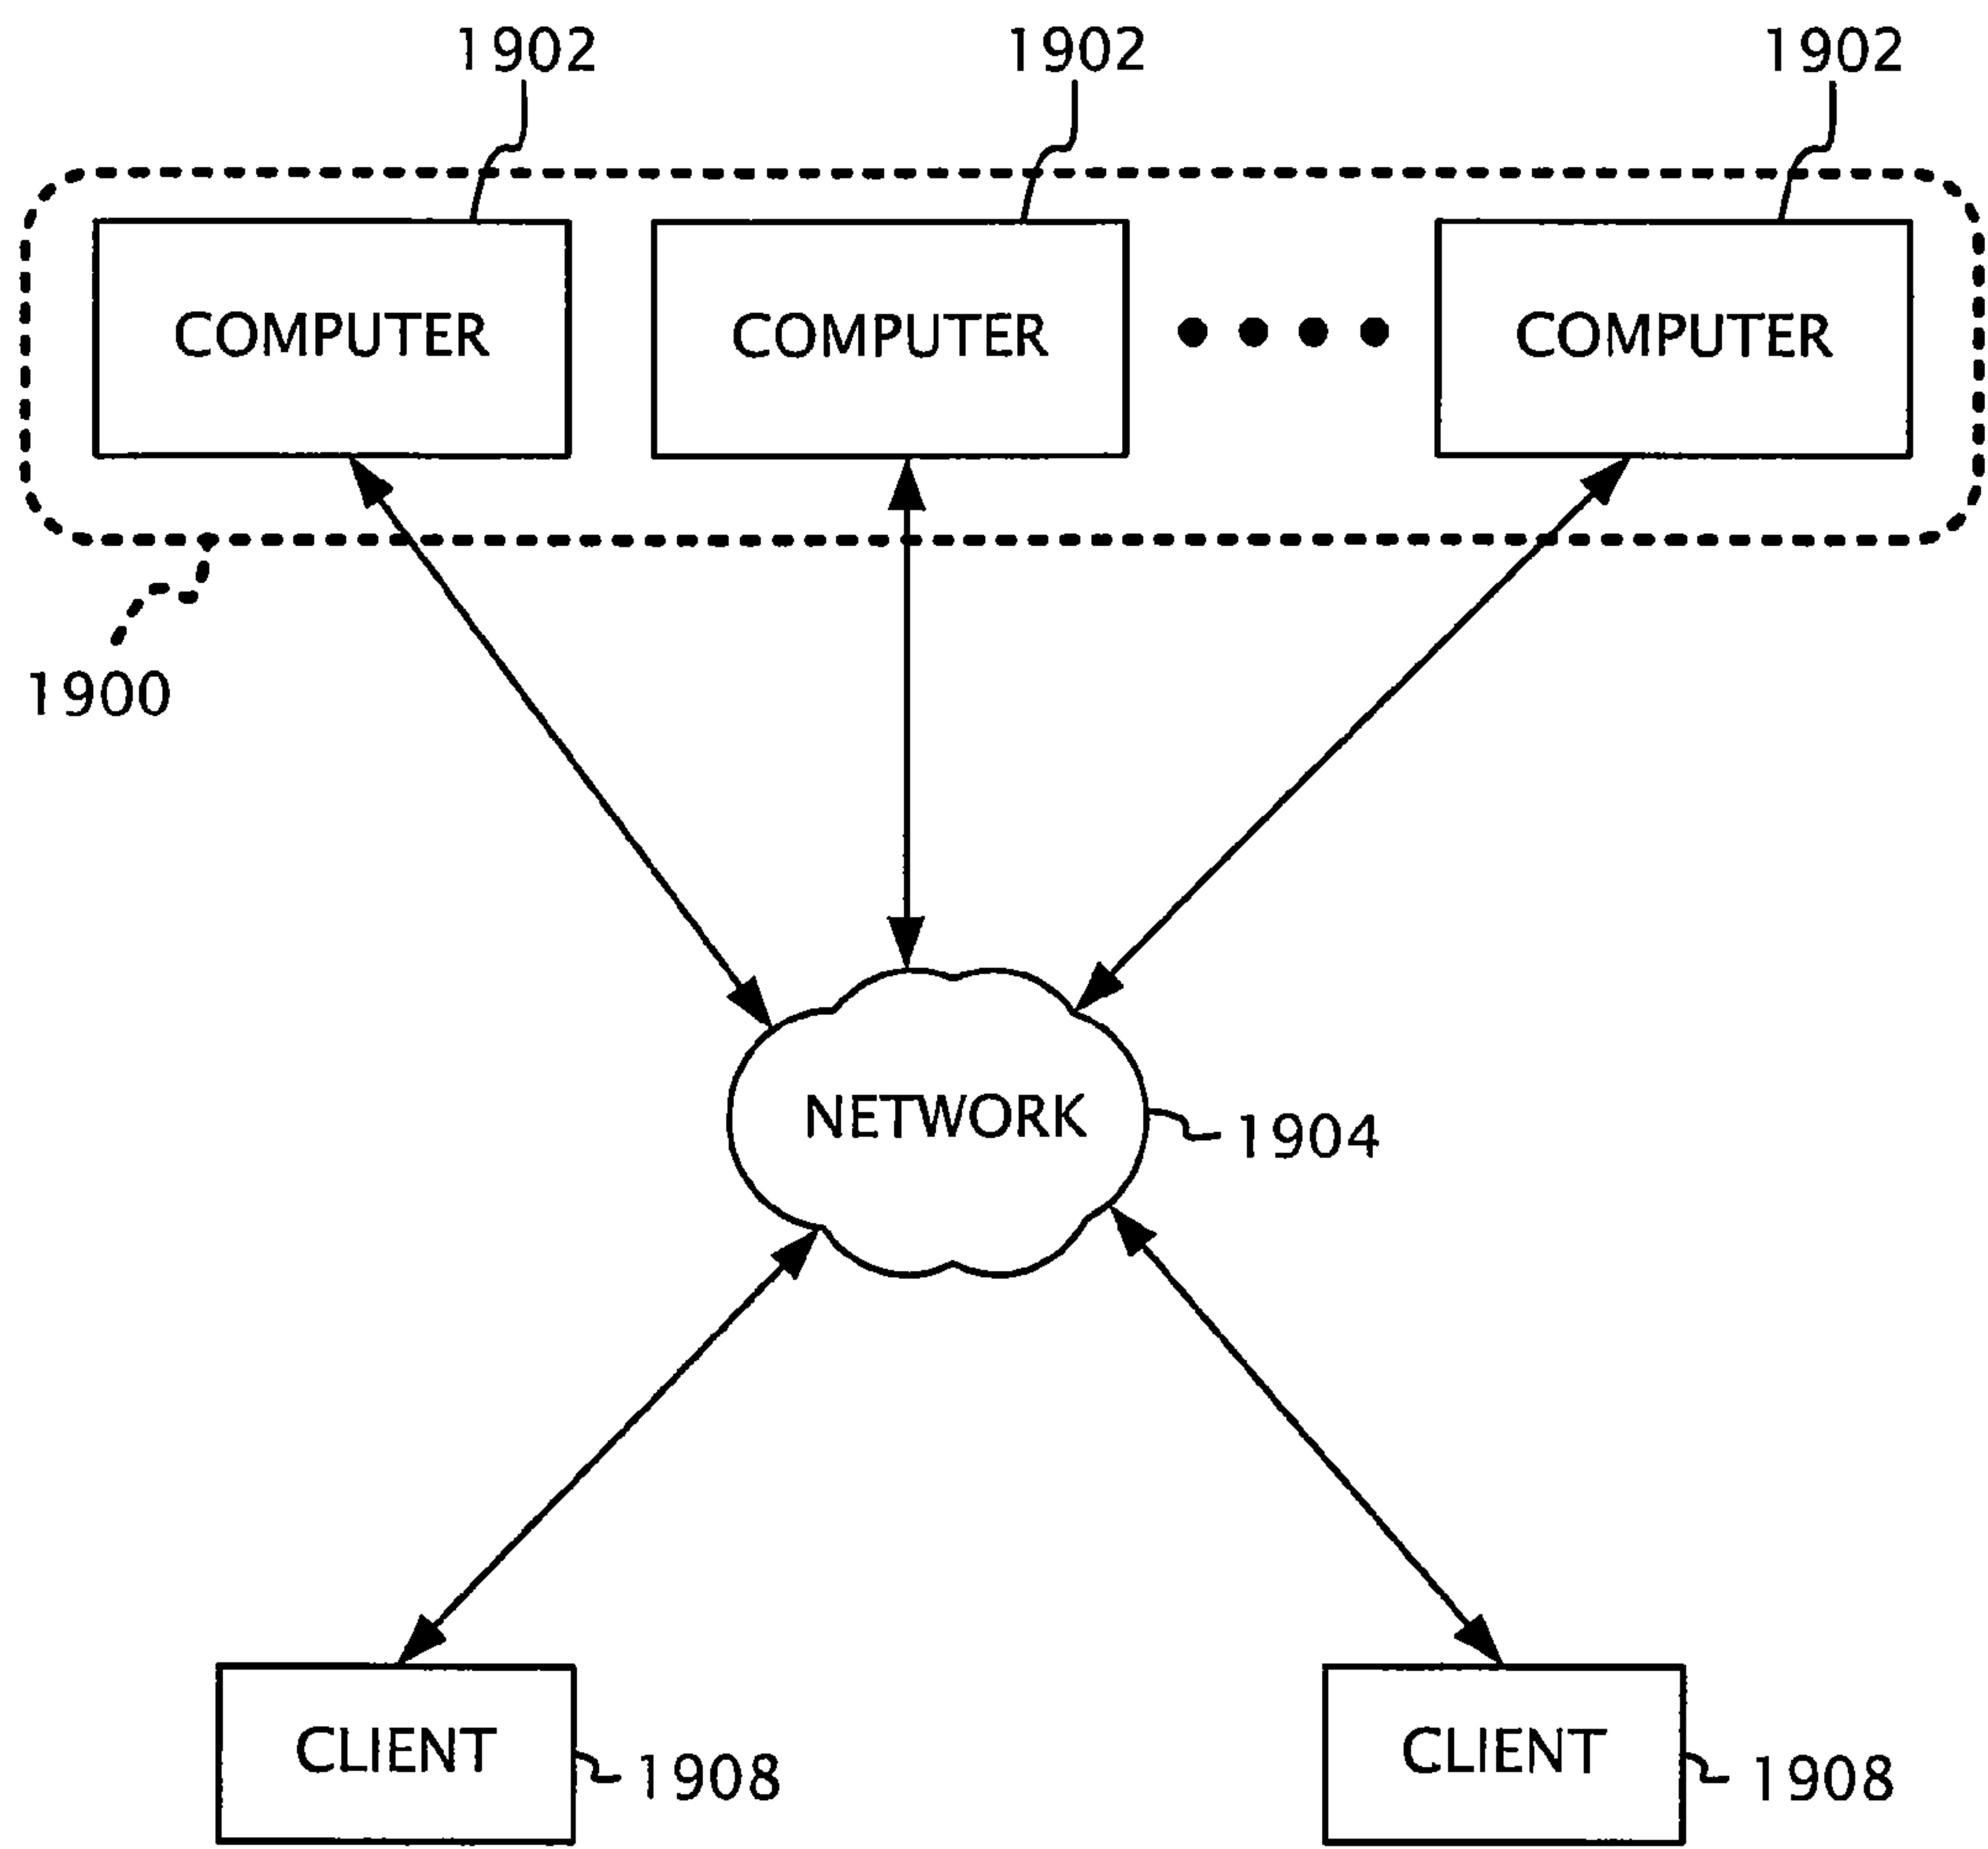 1902 1902 1902
COMPUTER COMPUTER COMPUTER
1900
NETWORK 1904
CLIENT 1908 CLIENT 1908